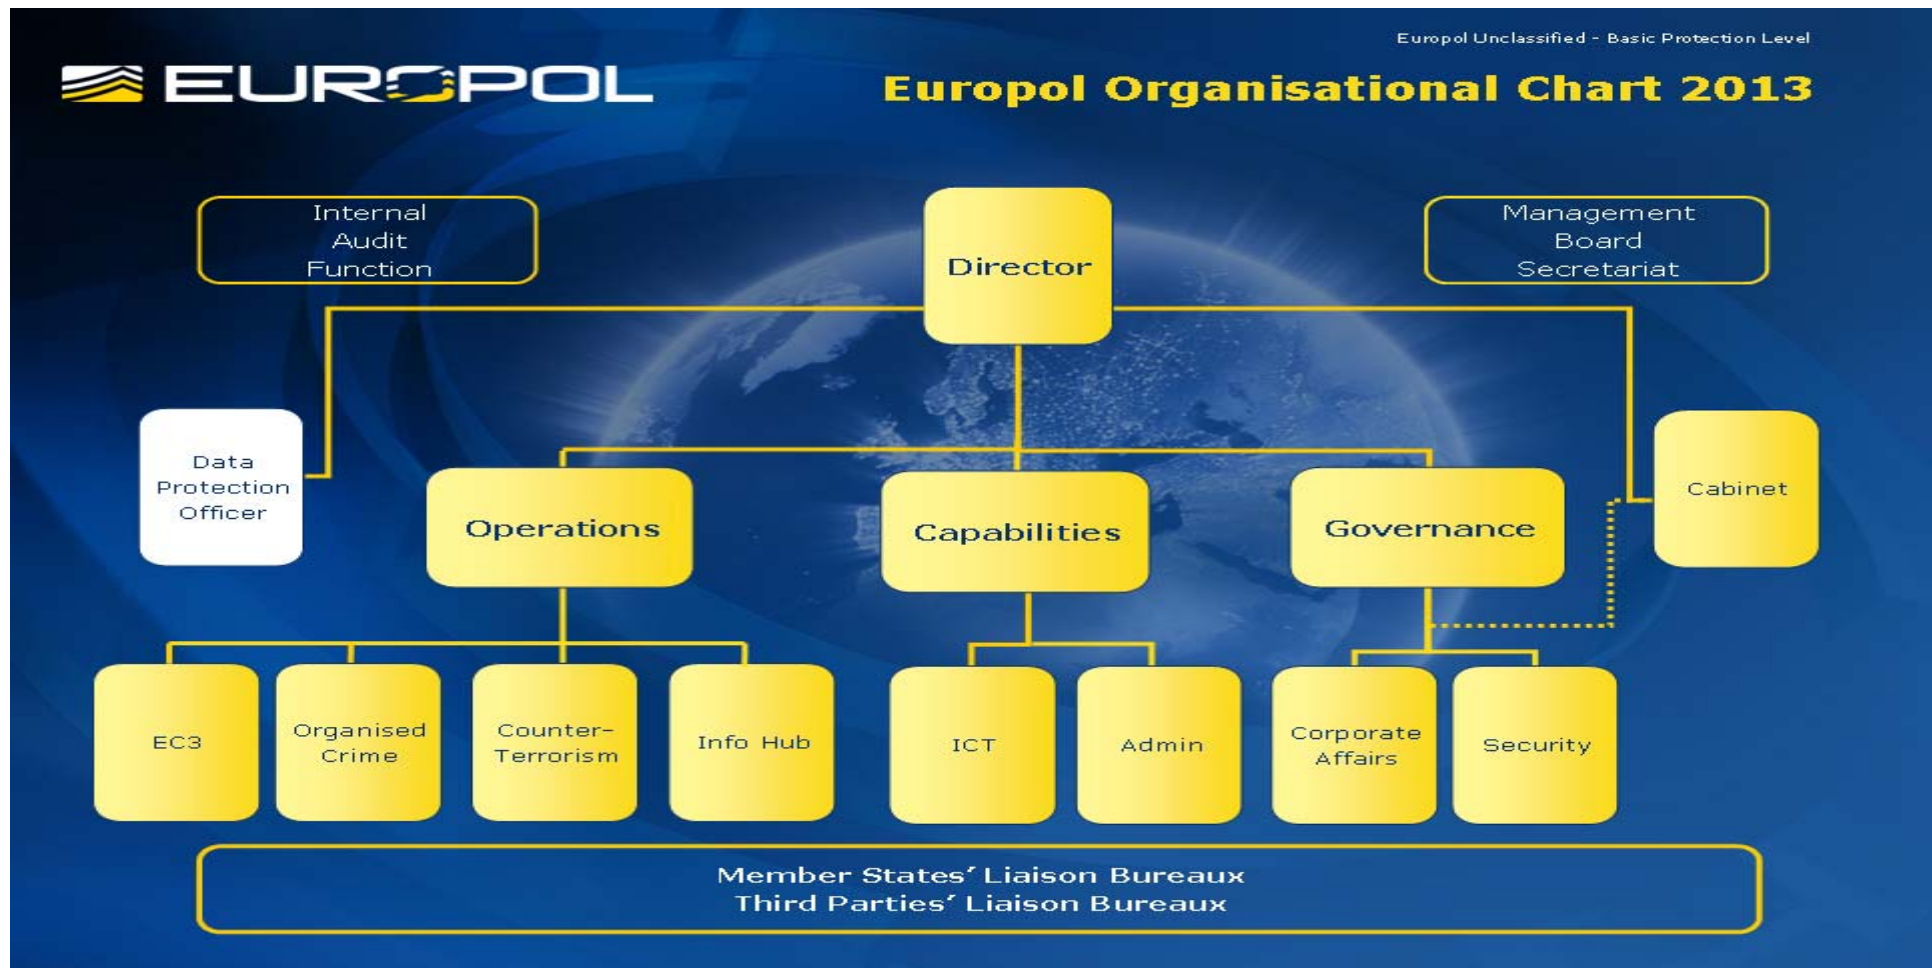 Europol Unclassified - Basic Protection Level
EUROPOL
Europol Organisational Chart 2013
Internal
Audit
Function
Director
Management
Board
Secretariat
Data
Protection
Officer
Operations
Capabilities
Governance
Cabinet
EC3
Organised
Crime
Counter-
Terrorism
Info Hub
ICT
Admin
Corporate
Affairs
Security
Member States’ Liaison Bureaux
Third Parties’ Liaison Bureaux